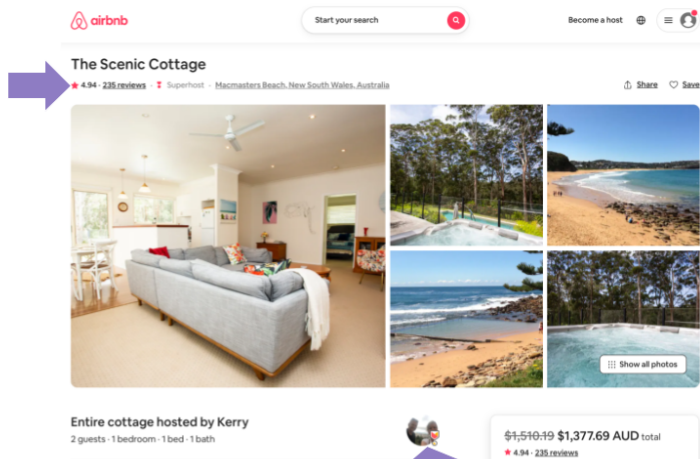 airbnb
Start your search
Become a host
The Scenic Cottage
4.94 · 235 reviews · Superhost · Macmasters Beach, New South Wales, Australia
Share
Save
Show all photos
Entire cottage hosted by Kerry
2 guests · 1 bedroom · 1 bed · 1 bath
$1,510.19 $1,377.69 AUD total
4.94 · 235 reviews